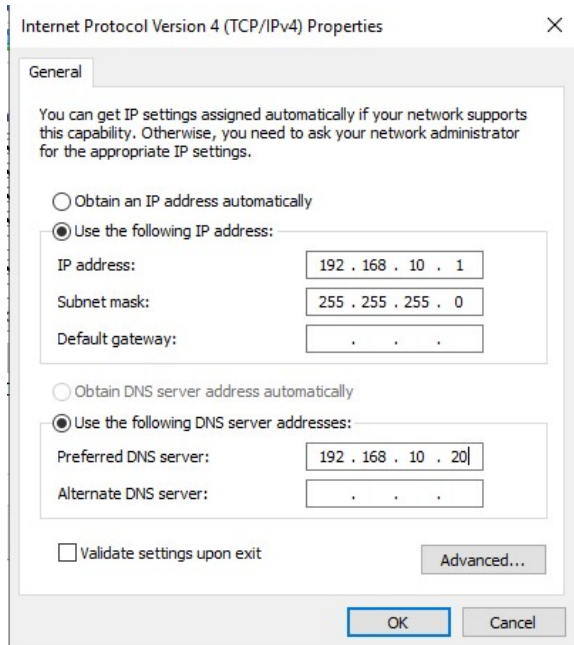 Internet Protocol Version 4 (TCP/IPv4) Properties
General
You can get IP settings assigned automatically if your network supports
this capability. Otherwise, you need to ask your network administrator
for the appropriate IP settings.
Obtain an IP address automatically
Use the following IP address:
IP address: 192 . 168 . 10 . 1
Subnet mask: 255 . 255 . 255 . 0
Default gateway: . . .
Obtain DNS server address automatically
Use the following DNS server addresses:
Preferred DNS server: 192 . 168 . 10 . 20
Alternate DNS server: . . .
Validate settings upon exit
Advanced...
OK Cancel